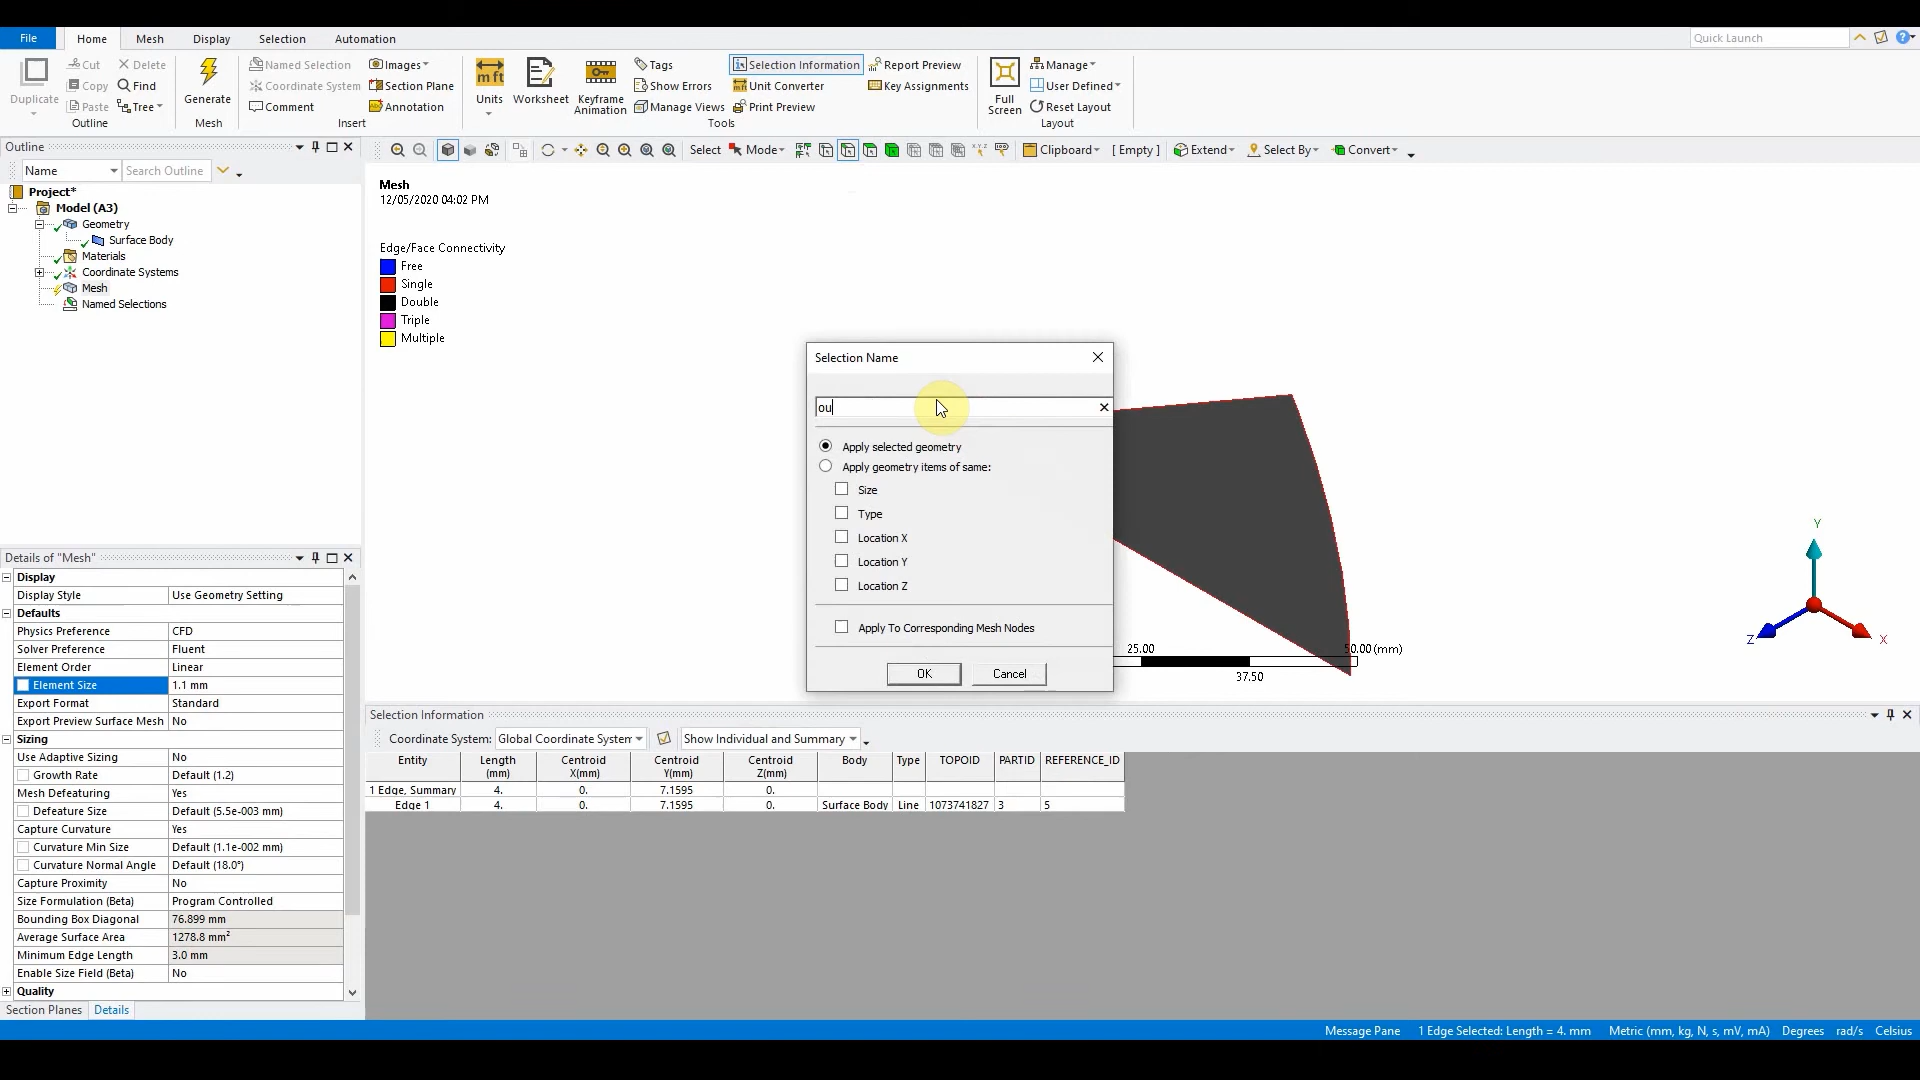 File
Home
Mesh
Display
Selection
Automation
Quick Launch
Duplicate
Cut
Copy
Paste
Delete
Find
Tree
Outline
Generate
Mesh
Named Selection
Coordinate System
Comment
Images
Section Plane
Annotation
Insert
Units
Worksheet
Keyframe
Animation
Tags
Show Errors
Manage Views
Selection Information
Unit Converter
Print Preview
Report Preview
Key Assignments
Tools
Full
Screen
Manage
User Defined
Reset Layout
Layout
Outline
Select
Mode
Clipboard
[ Empty ]
Extend
Select By
Convert
Name
Search Outline
Project*
Model (A3)
Geometry
Surface Body
Materials
Coordinate Systems
Mesh
Named Selections
Mesh
12/05/2020 04:02 PM
Edge/Face Connectivity
Free
Single
Double
Triple
Multiple
Selection Name
ou
Apply selected geometry
Apply geometry items of same:
Size
Type
Location X
Location Y
Location Z
Apply To Corresponding Mesh Nodes
OK
Cancel
25.00
50.00 (mm)
37.50
Y
Z
X
Details of "Mesh"
Display
Display Style Use Geometry Setting
Defaults
Physics Preference CFD
Solver Preference Fluent
Element Order Linear
Element Size 1.1 mm
Export Format Standard
Export Preview Surface Mesh No
Sizing
Use Adaptive Sizing No
Growth Rate Default (1.2)
Mesh Defeaturing Yes
Defeature Size Default (5.5e-003 mm)
Capture Curvature Yes
Curvature Min Size Default (1.1e-002 mm)
Curvature Normal Angle Default (18.0°)
Capture Proximity No
Size Formulation (Beta) Program Controlled
Bounding Box Diagonal 76.899 mm
Average Surface Area 1278.8 mm²
Minimum Edge Length 3.0 mm
Enable Size Field (Beta) No
Quality
Section Planes
Details
Selection Information
Coordinate System: Global Coordinate System
Show Individual and Summary
Entity Length (mm) Centroid X(mm) Centroid Y(mm) Centroid Z(mm) Body Type TOPOID PARTID REFERENCE_ID
1 Edge, Summary 4. 0. 7.1595 0.
Edge 1 4. 0. 7.1595 0. Surface Body Line 1073741827 3 5
Message Pane
1 Edge Selected: Length = 4. mm
Metric (mm, kg, N, s, mV, mA)
Degrees
rad/s
Celsius